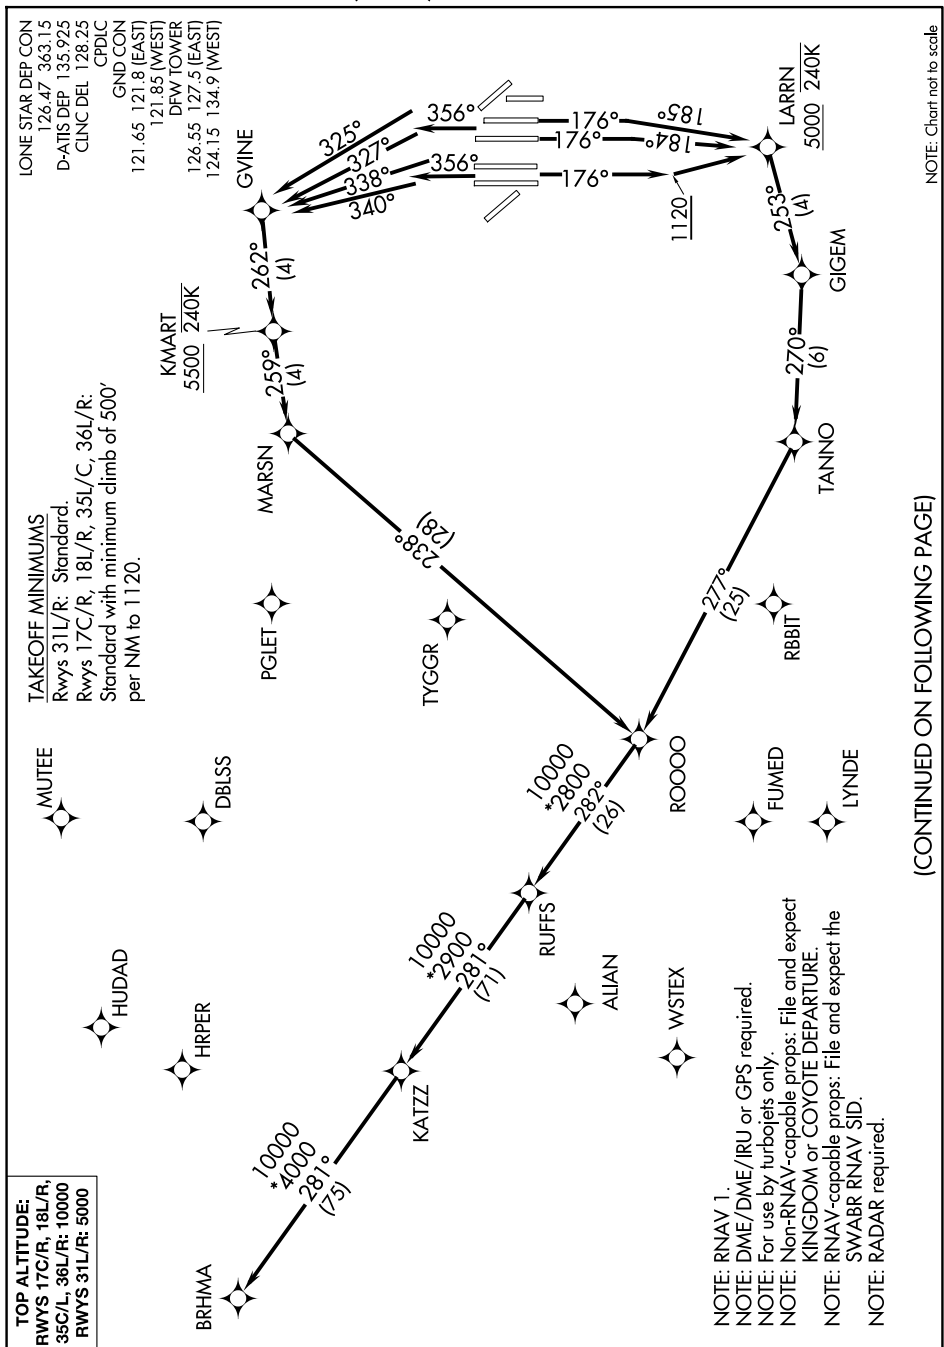 TOP ALTITUDE:
RWYS 17C/R, 18L/R,
35C/L, 36L/R: 10000
RWYS 31L/R: 5000
TAKEOFF MINIMUMS
Rwys 31L/R: Standard.
Rwys 17C/R, 18L/R, 35L/C, 36L/R:
Standard with minimum climb of 500'
per NM to 1120.
LONE STAR DEP CON
126.47 363.15
D-ATIS DEP 135.925
CLNC DEL 128.25
CPDLC
GND CON
121.65 121.8 (EAST)
121.85 (WEST)
DFW TOWER
126.55 127.5 (EAST)
124.15 134.9 (WEST)
MUTEE
HUDAD
DBLSS
HRPER
PGLET
TYGGR
KMART
5500 240K
GVINE
262°
(4)
259°
(4)
MARSN
238°
(28)
325°
327°
338°
340°
356°
356°
176°
176°
176°
185°
184°
1120
LARRN
5000 240K
253°
(4)
GIGEM
270°
(6)
TANNO
277°
(25)
RBBIT
ROOOO
10000
*2800
282°
(26)
RUFFS
10000
*2900
281°
(71)
KATZZ
10000
*4000
281°
(75)
BRHMA
ALIAN
WSTEX
FUMED
LYNDE
NOTE: RNAV 1.
NOTE: DME/DME/IRU or GPS required.
NOTE: For use by turbojets only.
NOTE: Non-RNAV-capable props: File and expect
KINGDOM or COYOTE DEPARTURE.
NOTE: RNAV-capable props: File and expect the
SWABR RNAV SID.
NOTE: RADAR required.
(CONTINUED ON FOLLOWING PAGE)
NOTE: Chart not to scale